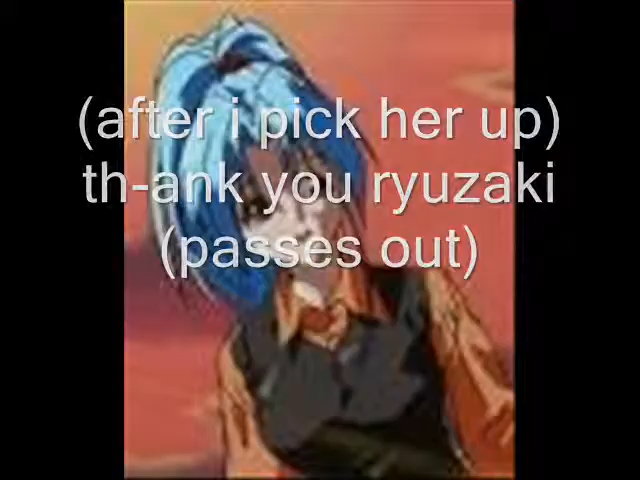 (after i pick her up)
th-ank you ryuzaki
(passes out)